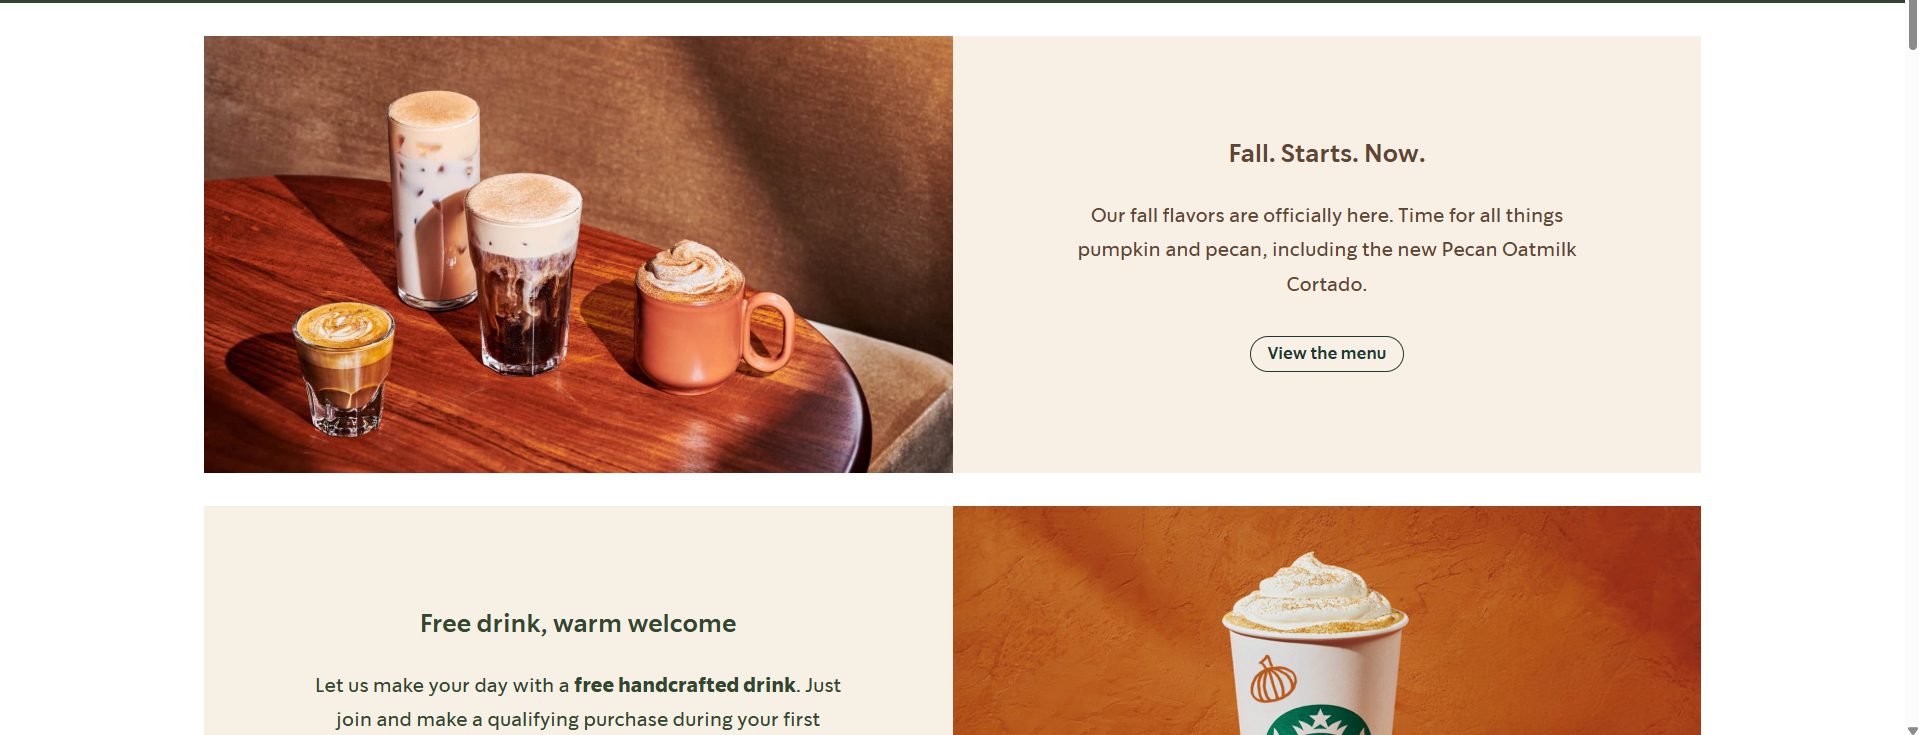 Fall. Starts. Now.
Our fall flavors are officially here. Time for all things
pumpkin and pecan, including the new Pecan Oatmilk
Cortado.
View the menu
Free drink, warm welcome
Let us make your day with a free handcrafted drink. Just
join and make a qualifying purchase during your first